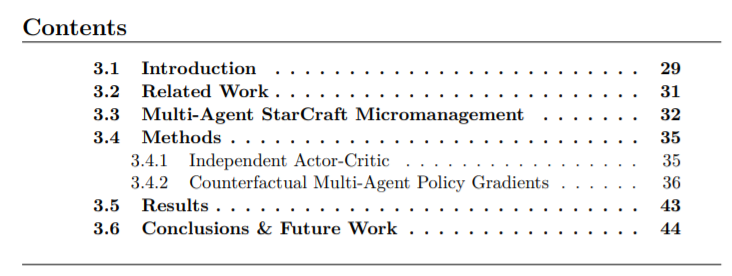 Contents
3.1 Introduction . . . . . . . . . . . . . . . . . . . . . . . . . 29
3.2 Related Work . . . . . . . . . . . . . . . . . . . . . . . . 31
3.3 Multi-Agent StarCraft Micromanagement . . . . . . . 32
3.4 Methods . . . . . . . . . . . . . . . . . . . . . . . . . . . 35
3.4.1 Independent Actor-Critic . . . . . . . . . . . . . . . . 35
3.4.2 Counterfactual Multi-Agent Policy Gradients . . . . . . 36
3.5 Results . . . . . . . . . . . . . . . . . . . . . . . . . . . . 43
3.6 Conclusions & Future Work . . . . . . . . . . . . . . . . 44